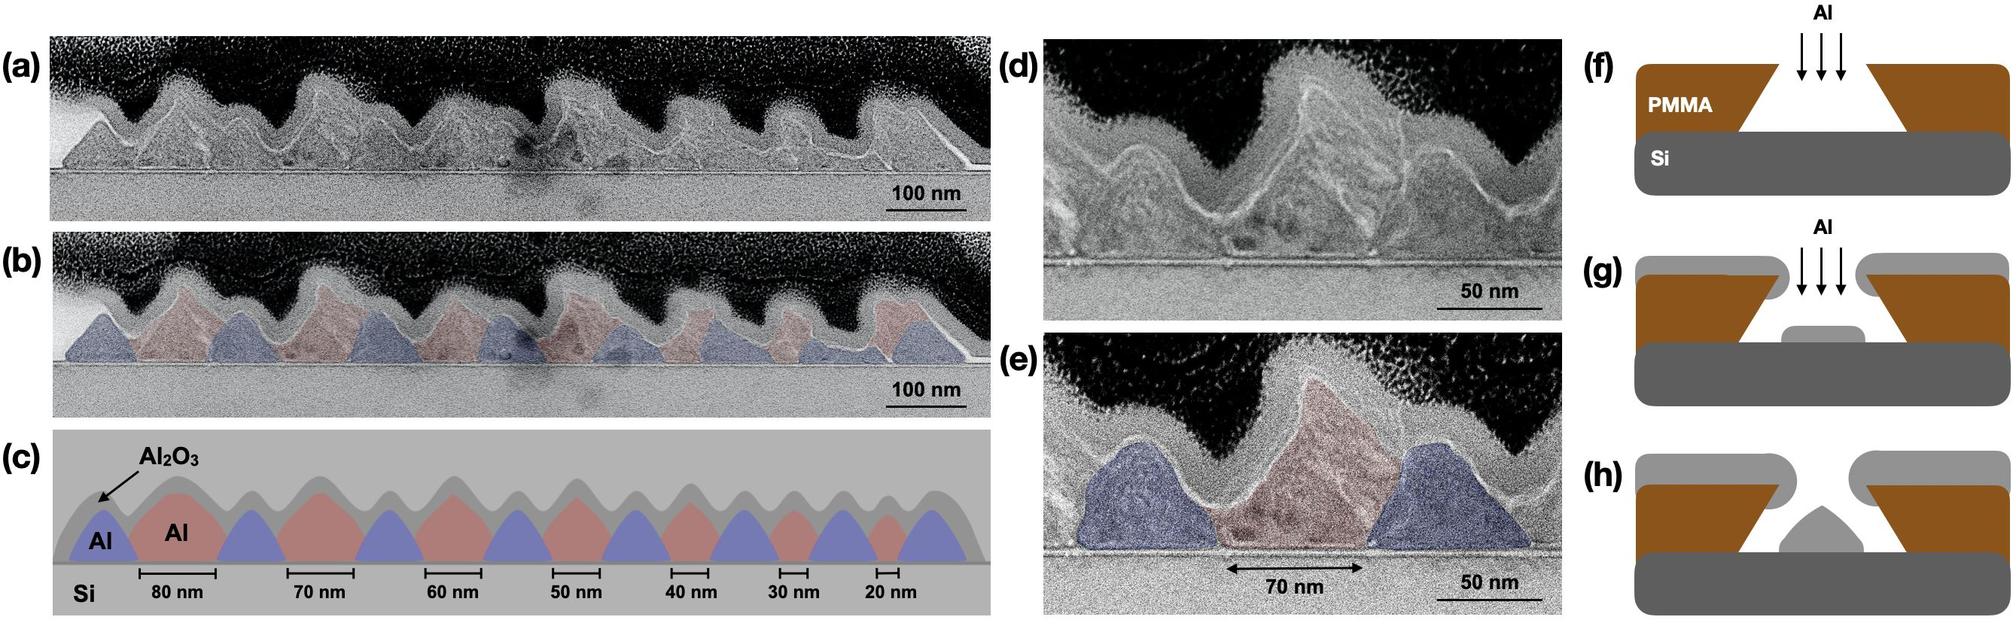 (a)
100 nm
(b)
100 nm
(c)
Al₂O₃
Al
Al
Si
80 nm
70 nm
60 nm
50 nm
40 nm
30 nm
20 nm
(d)
50 nm
(e)
70 nm
50 nm
(f)
Al
PMMA
Si
(g)
Al
(h)